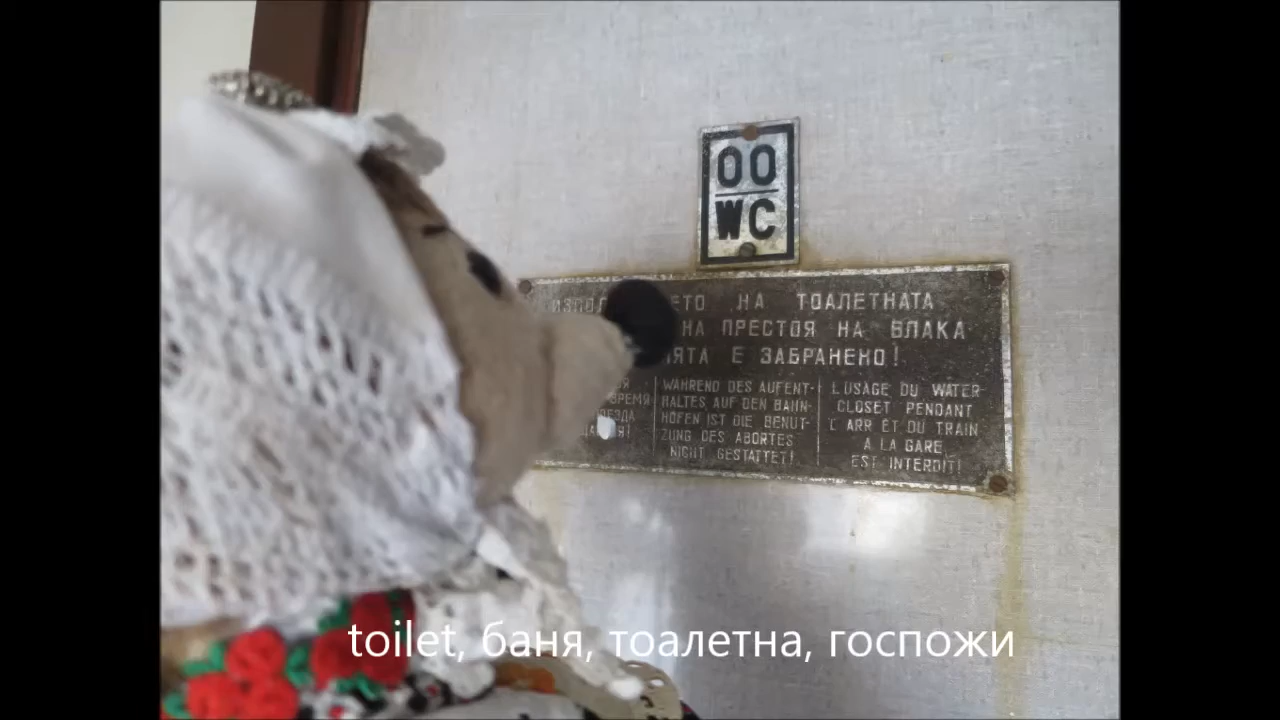 00
WC
ЕТО НА ТОАЛЕТНАТА
НА ПРЕСТОЯ НА ВЛАКА
Е ЗАБРАНЕНО!
ВРЕМЯ
WÄHREND DES AUFENT-
HALTES AUF DEN BAHN-
HÖFEN IST DIE BENUT-
ZUNG DES ABORTES
NICHT GESTATTET!
L'USAGE DU WATER-
CLOSET PENDANT
L'ARRÊT DU TRAIN
A LA GARE
EST INTERDIT!
toilet, баня, тоалетна, госпожи